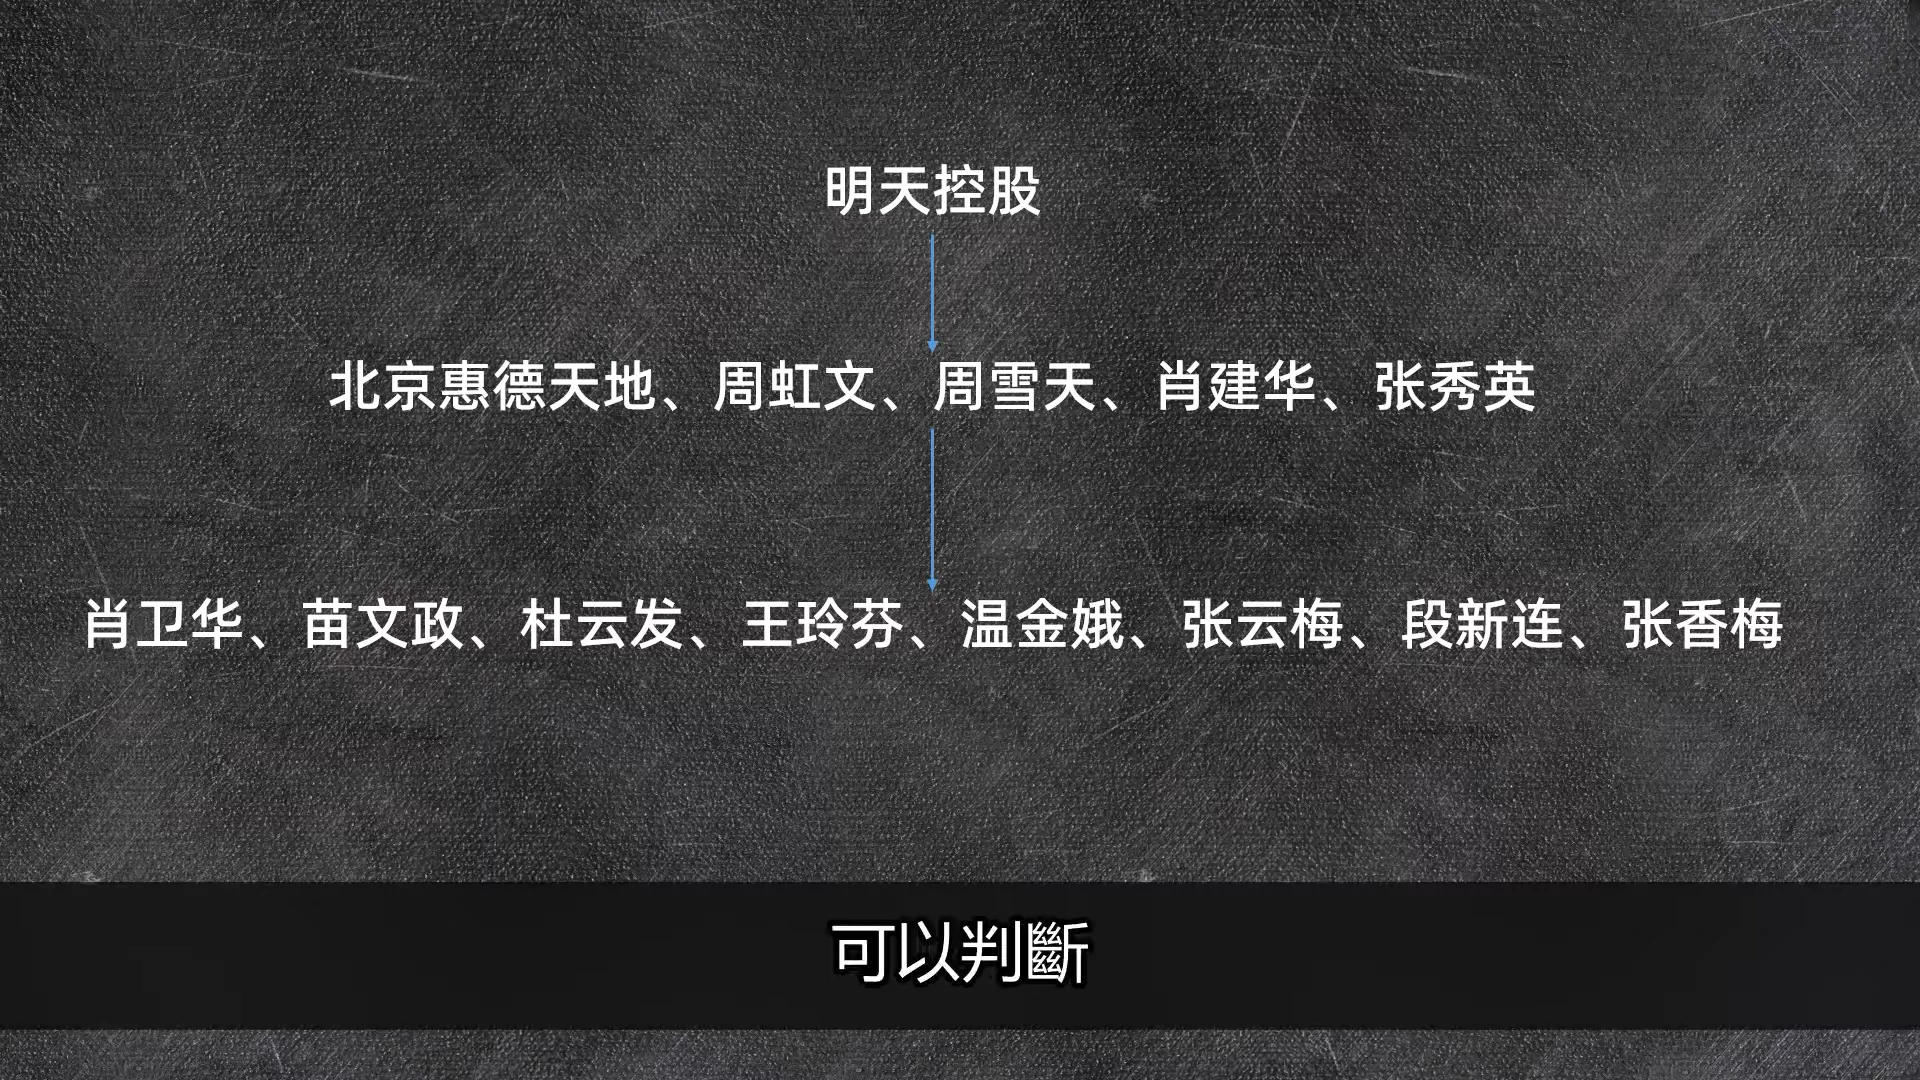 明天控股
北京惠德天地、周虹文、周雪天、肖建华、张秀英
肖卫华、苗文政、杜云发、王玲芬、温金娥、张云梅、段新连、张香梅
可以判斷